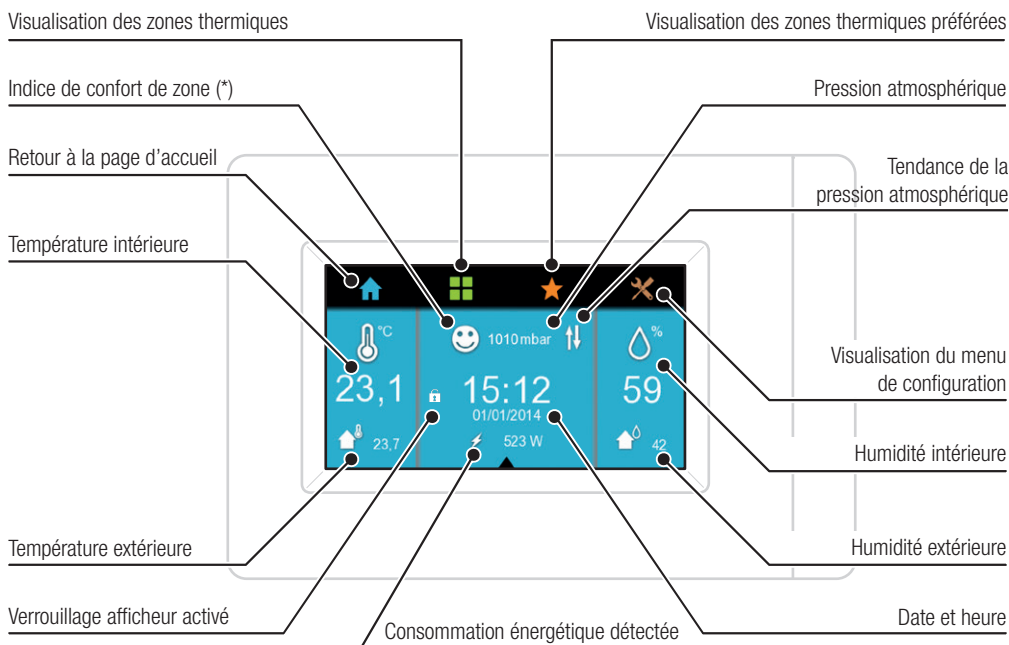 Visualisation des zones thermiques
Visualisation des zones thermiques préférées
Indice de confort de zone (*)
Pression atmosphérique
Retour à la page d'accueil
Tendance de la
pression atmosphérique
Température intérieure
°C
1010 mbar
%
Visualisation du menu
de configuration
23,1
15:12
59
01/01/2014
23,7
523 W
42
Humidité intérieure
Température extérieure
Humidité extérieure
Verrouillage afficheur activé
Consommation énergétique détectée
Date et heure